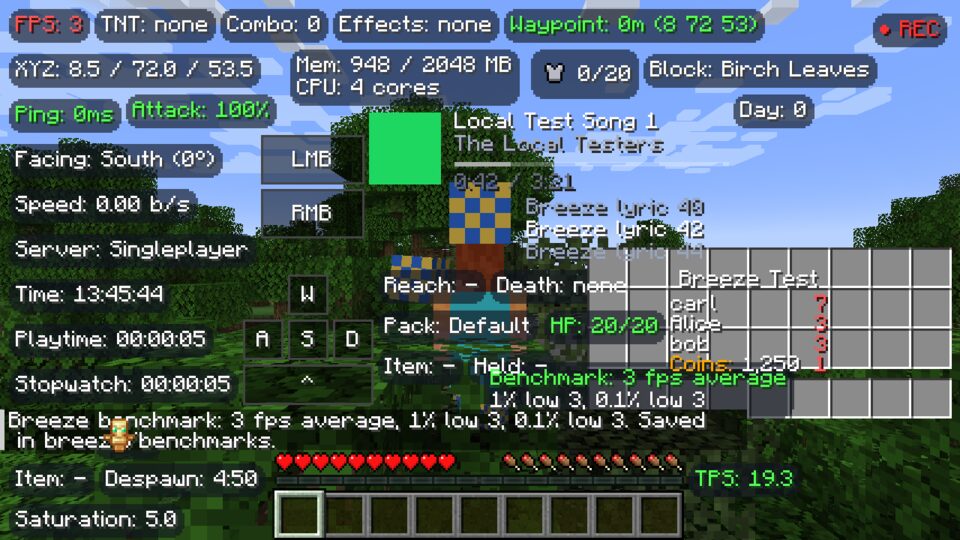 FPS: 3
TNT: none
Combo: 0
Effects: none
Waypoint: 0m (8 72 53)
REC
XYZ: 8.5 / 72.0 / 53.5
Mem: 948 / 2048 MB
CPU: 4 cores
0/20
Block: Birch Leaves
Ping: 0ms
Attack: 100%
Day: 0
Local Test Song 1
The Local Testers
Facing: South (0°)
LMB
0:42 /
Speed: 0.00 b/s
RMB
Breeze lyric 40
Breeze lyric 42
Breeze lyric 44
Server: Singleplayer
Breeze Test
Time: 13:45:44
W
Reach: - Death: none
carl 7
Alice 3
bob 3
Coins: 1,250 1
Playtime: 00:00:05
A
S
D
Pack: Default
HP: 20/20
Item: - Held: -
Stopwatch: 00:00:05
^
Benchmark: 3 fps average
1% low 3, 0.1% low 3
Breeze benchmark: 3 fps average, 1% low 3, 0.1% low 3. Saved
in benchmarks.
Item: - Despawn: 4:50
TPS: 19.3
Saturation: 5.0